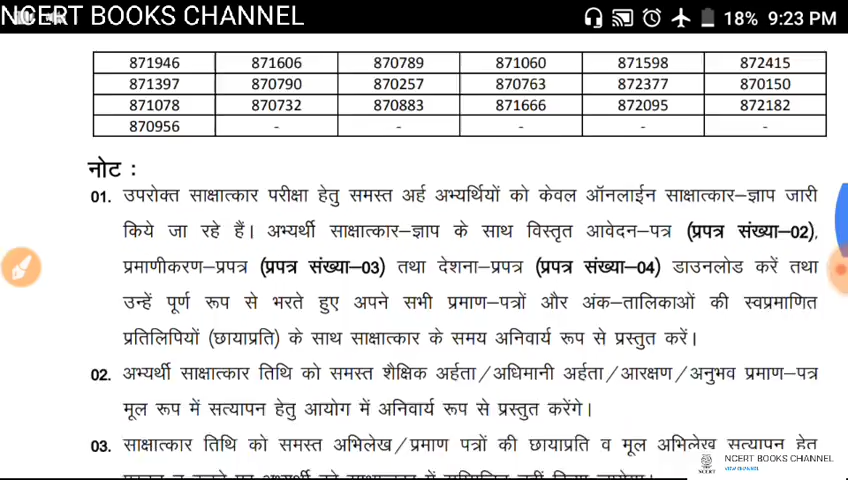 NCERT BOOKS CHANNEL 18% 9:23 PM
871946 871606 870789 871060 871598 872415
871397 870790 870257 870763 872377 870150
871078 870732 870883 871666 872095 872182
870956 - - - - -
नोट :
01. उपरोक्त साक्षात्कार परीक्षा हेतु समस्त अर्ह अभ्यर्थियों को केवल ऑनलाईन साक्षात्कार–ज्ञाप जारी
किये जा रहे हैं। अभ्यर्थी साक्षात्कार–ज्ञाप के साथ विस्तृत आवेदन–पत्र (प्रपत्र संख्या–02),
प्रमाणीकरण–प्रपत्र (प्रपत्र संख्या–03) तथा देशना–प्रपत्र (प्रपत्र संख्या–04) डाउनलोड करें तथा
उन्हें पूर्ण रूप से भरते हुए अपने सभी प्रमाण–पत्रों और अंक–तालिकाओं की स्वप्रमाणित
प्रतिलिपियों (छायाप्रति) के साथ साक्षात्कार के समय अनिवार्य रूप से प्रस्तुत करें।
02. अभ्यर्थी साक्षात्कार तिथि को समस्त शैक्षिक अर्हता/अधिमानी अर्हता/आरक्षण/अनुभव प्रमाण–पत्र
मूल रूप में सत्यापन हेतु आयोग में अनिवार्य रूप से प्रस्तुत करेंगे।
03. साक्षात्कार तिथि को समस्त अभिलेख/प्रमाण पत्रों की छायाप्रति व मूल अभिलेख सत्यापन हेतु
NCERT BOOKS CHANNEL
VIEW CHANNEL
NCERT